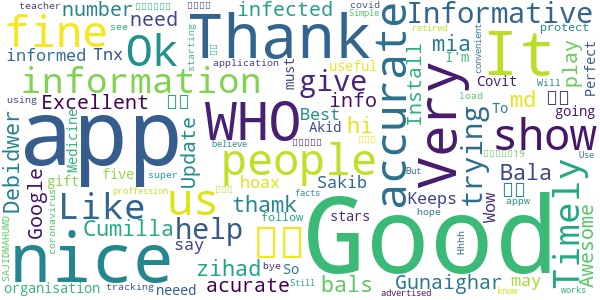 teacher
number
infected
Thank
covid
Simple
accurate
Informative
It
see
retired
fine
Ok
need
starting
Will
protect
convenient
informed
Tnx
application
must
useful
mia
I'm
play
Perfect
information
give
Install
Covit
Excellent
info
Very
load
To
going
app
WHO
Best
hi
trying
md
show
Debidwer
Medicine
Update
Akid
believe
people
Bala
Timely
Google
gift
five
super
hoax
Sakib
Keeps
Wow
But
Use
Like
us
thamk
facts
follow
hope
appw
Awesome
coronaviruso
profression
nice
Cumilla
help
stars
Good
Hhhh
SAJIDMAHUMD
say
zihad
So
bye
bals
Gunaighar
may
organisation
tracking
neeed
acurate
Still
advertised
know
works
using